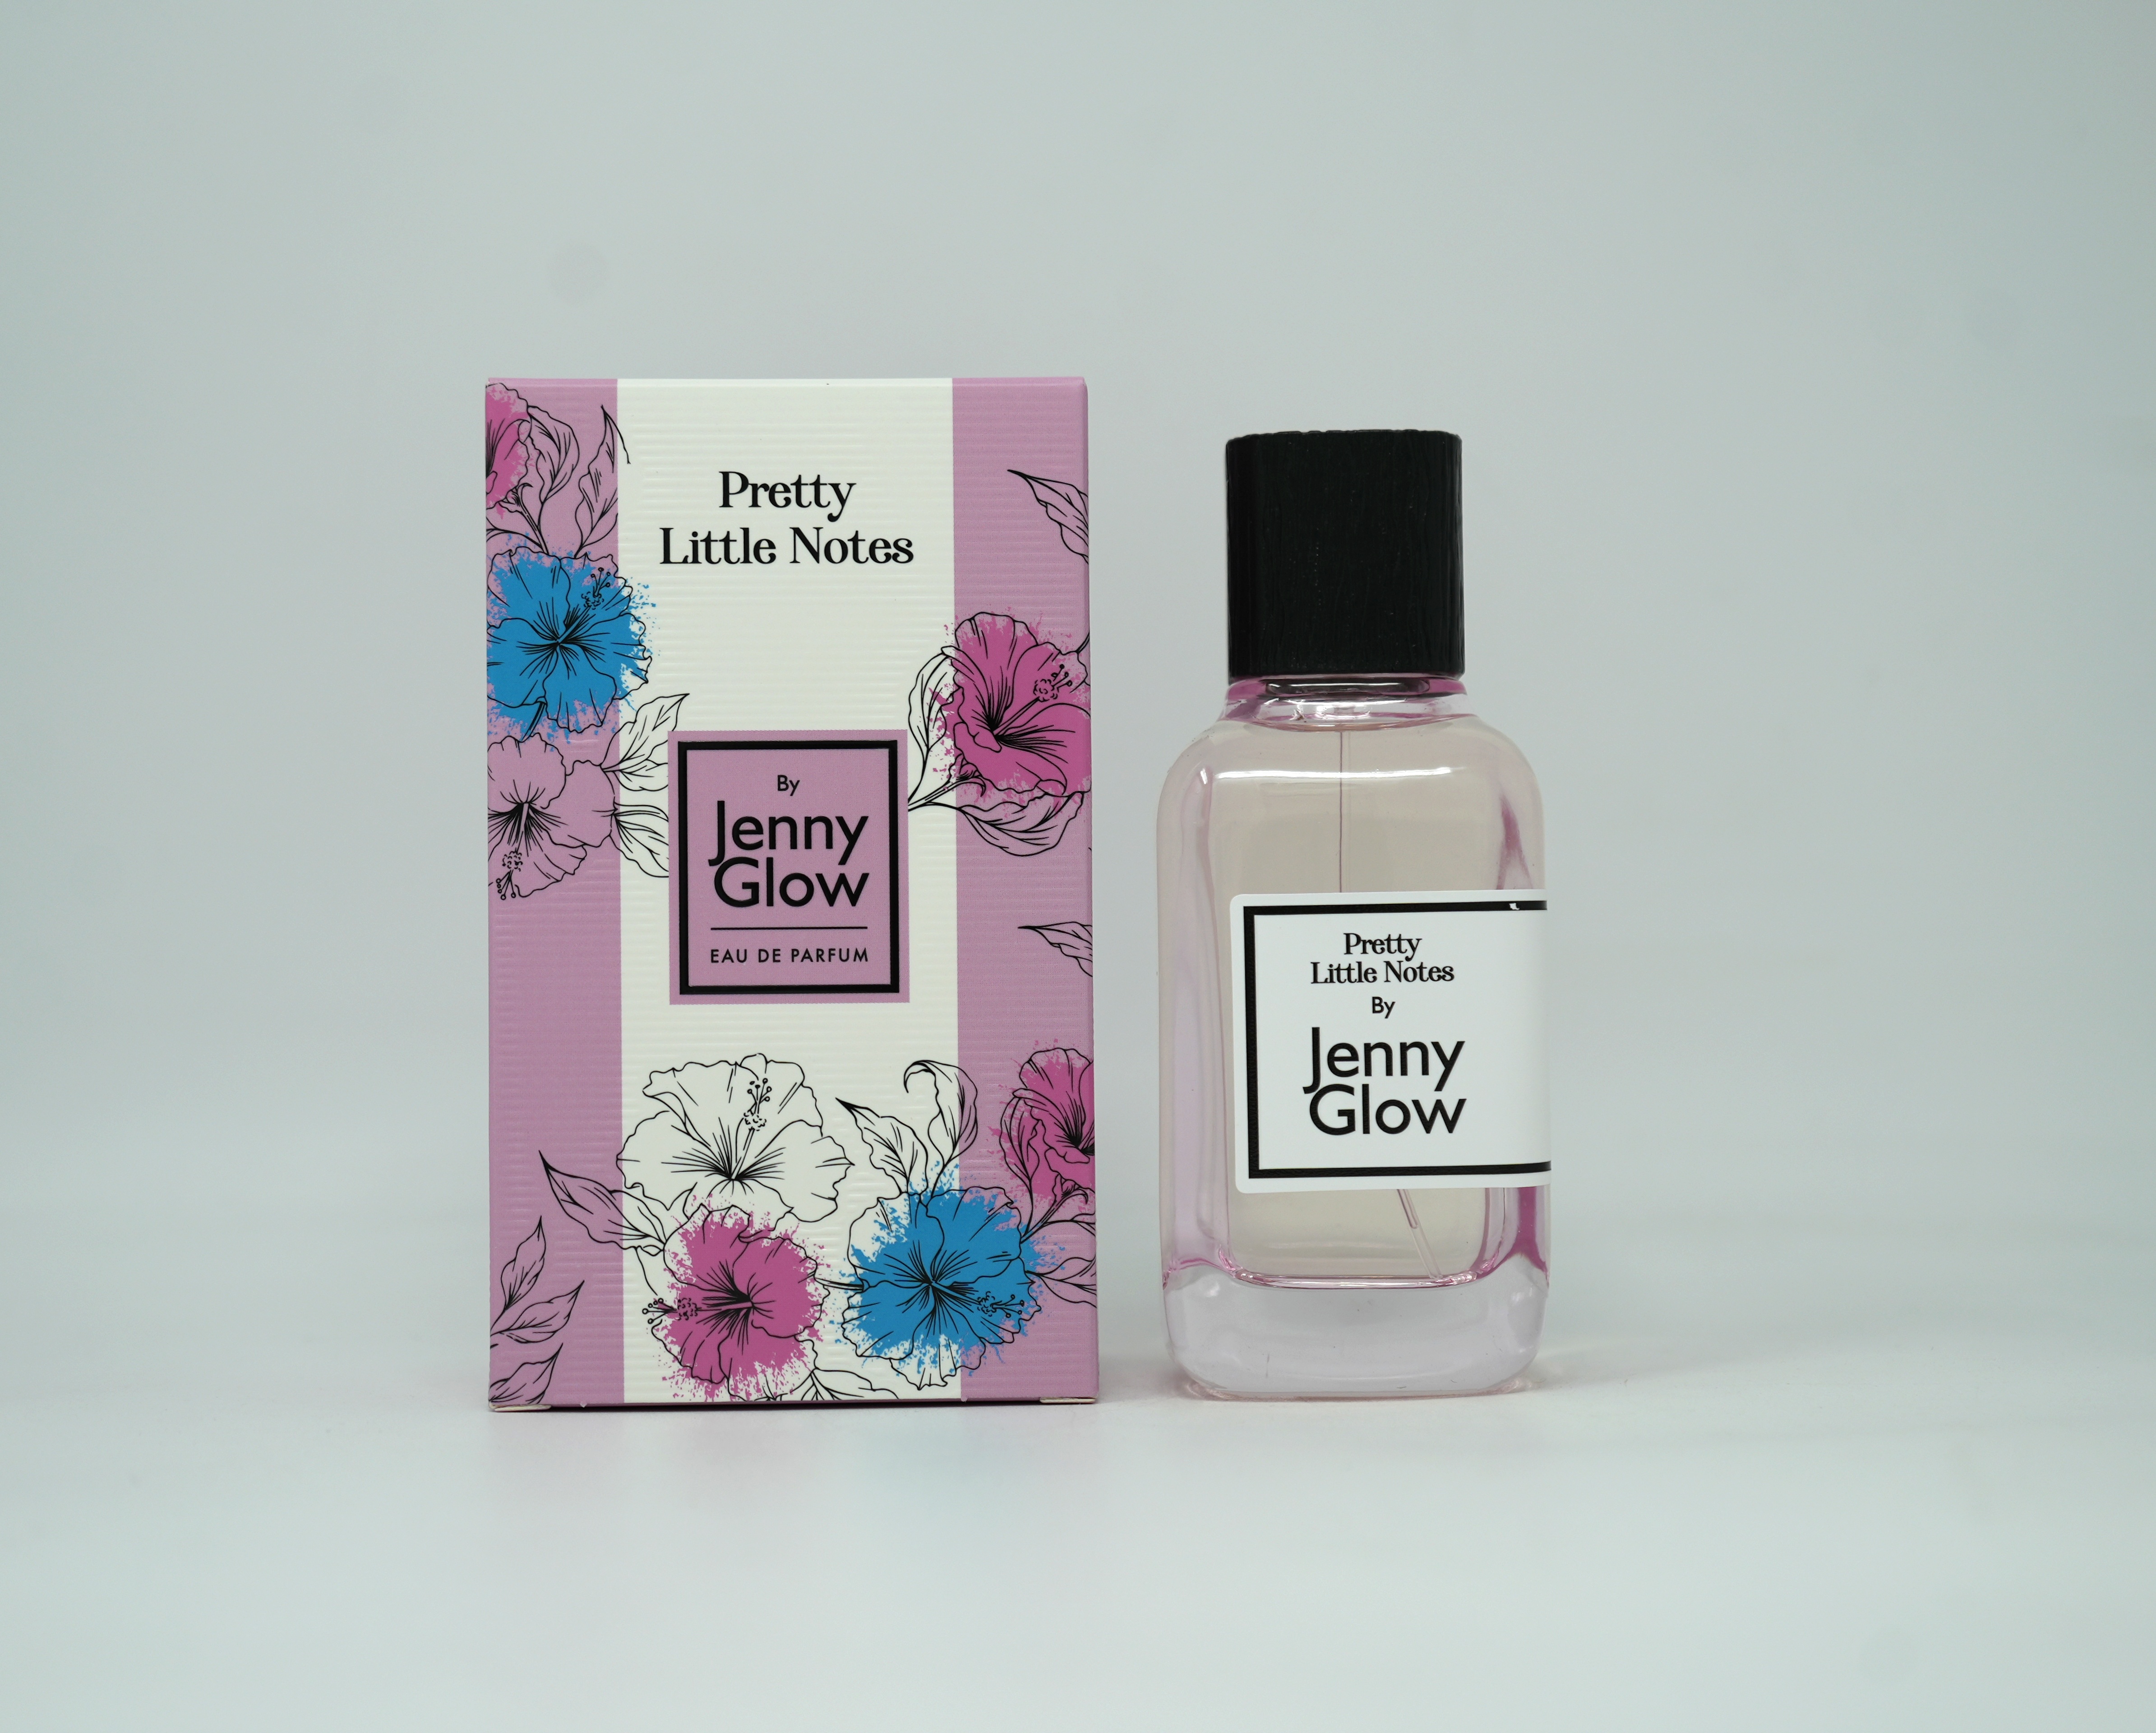 Pretty
Little Notes
By
Jenny
Glow
EAU DE PARFUM
Pretty
Little Notes
By
Jenny
Glow